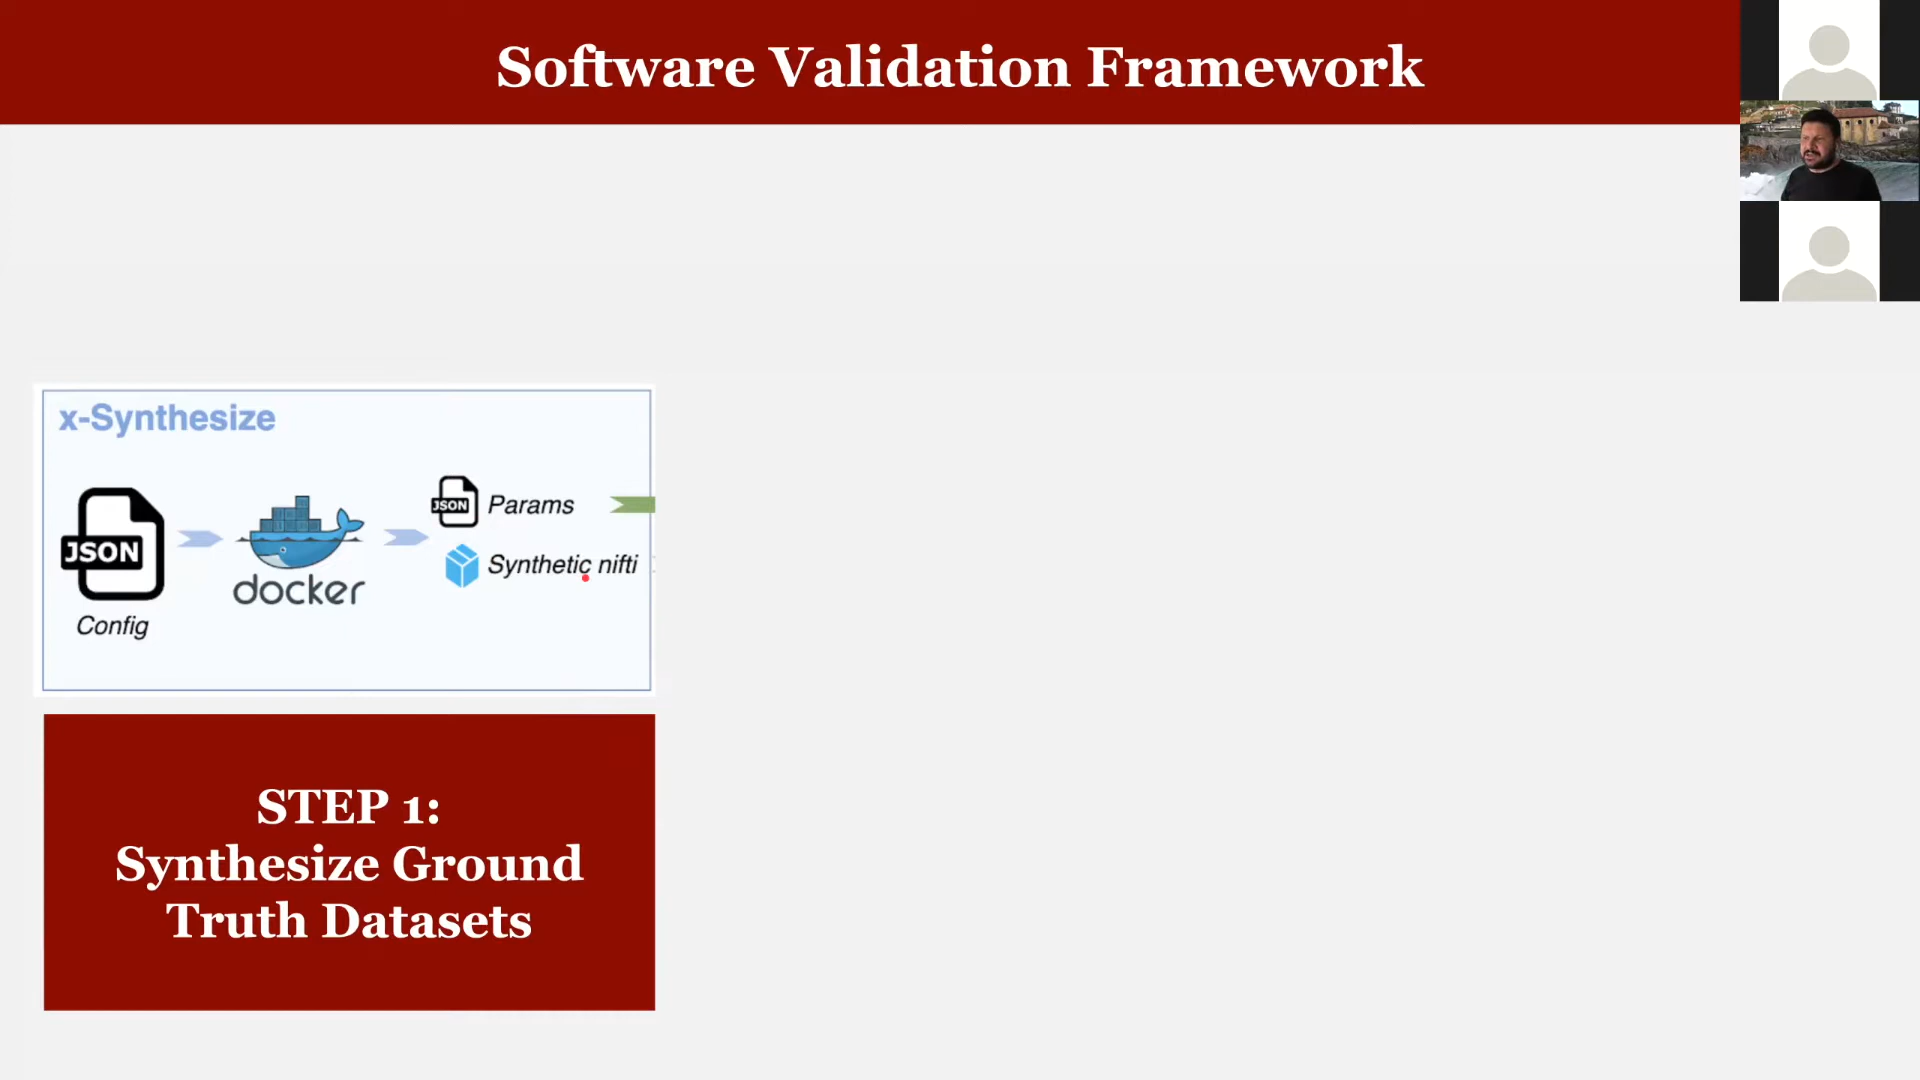 Software Validation Framework
x-Synthesize
JSON
Config
docker
JSON
Params
Synthetic nifti
STEP 1:
Synthesize Ground
Truth Datasets